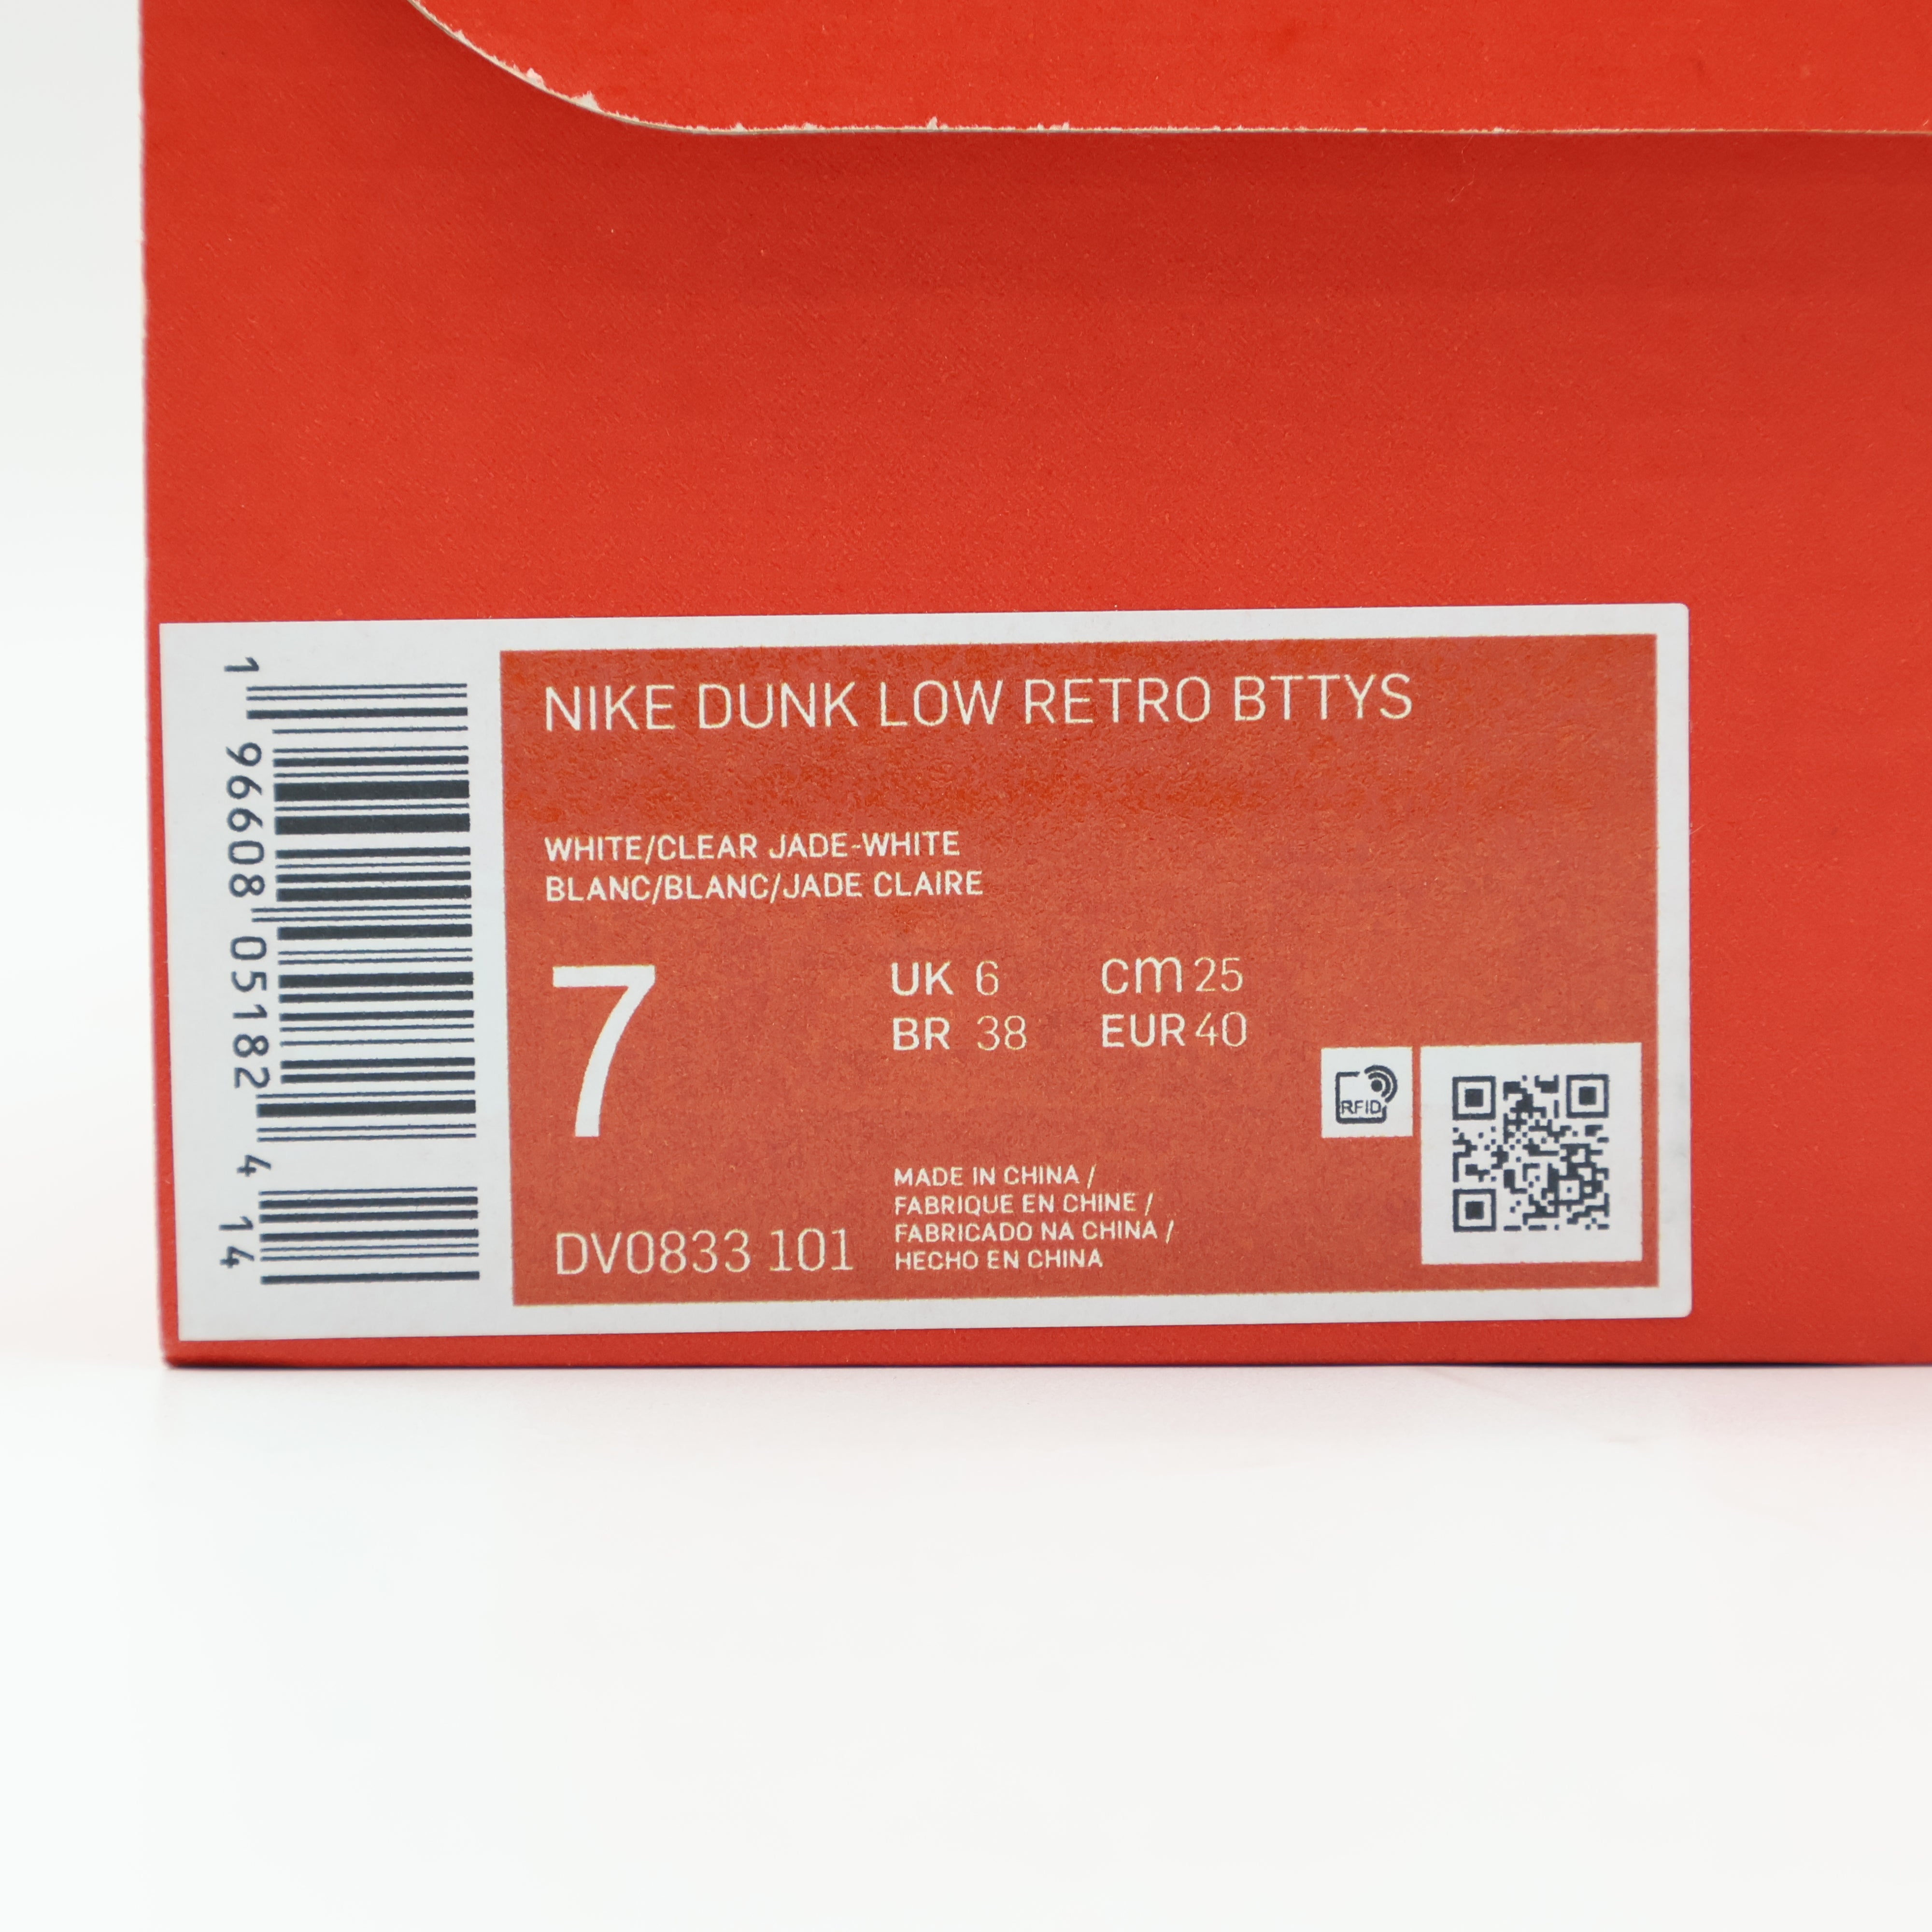 NIKE DUNK LOW RETRO BTTYS
WHITE/CLEAR JADE-WHITE
BLANC/BLANC/JADE CLAIRE
7
UK 6 cm 25
BR 38 EUR 40
DV0833 101
MADE IN CHINA /
FABRIQUE EN CHINE /
FABRICADO NA CHINA /
HECHO EN CHINA
RFID
1 96608 05182 4 14